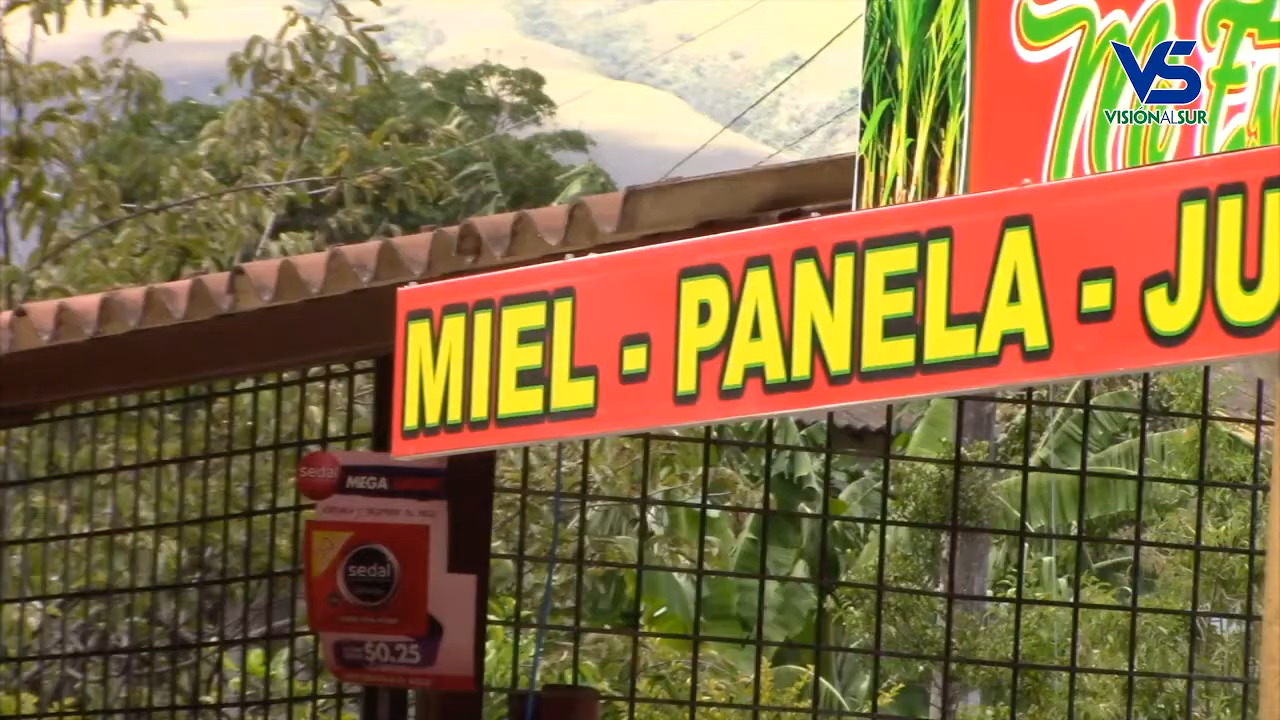 VS
VISIÓNALSUR
MIEL - PANELA - JU
sedal
MEGA
sedal
$0.25